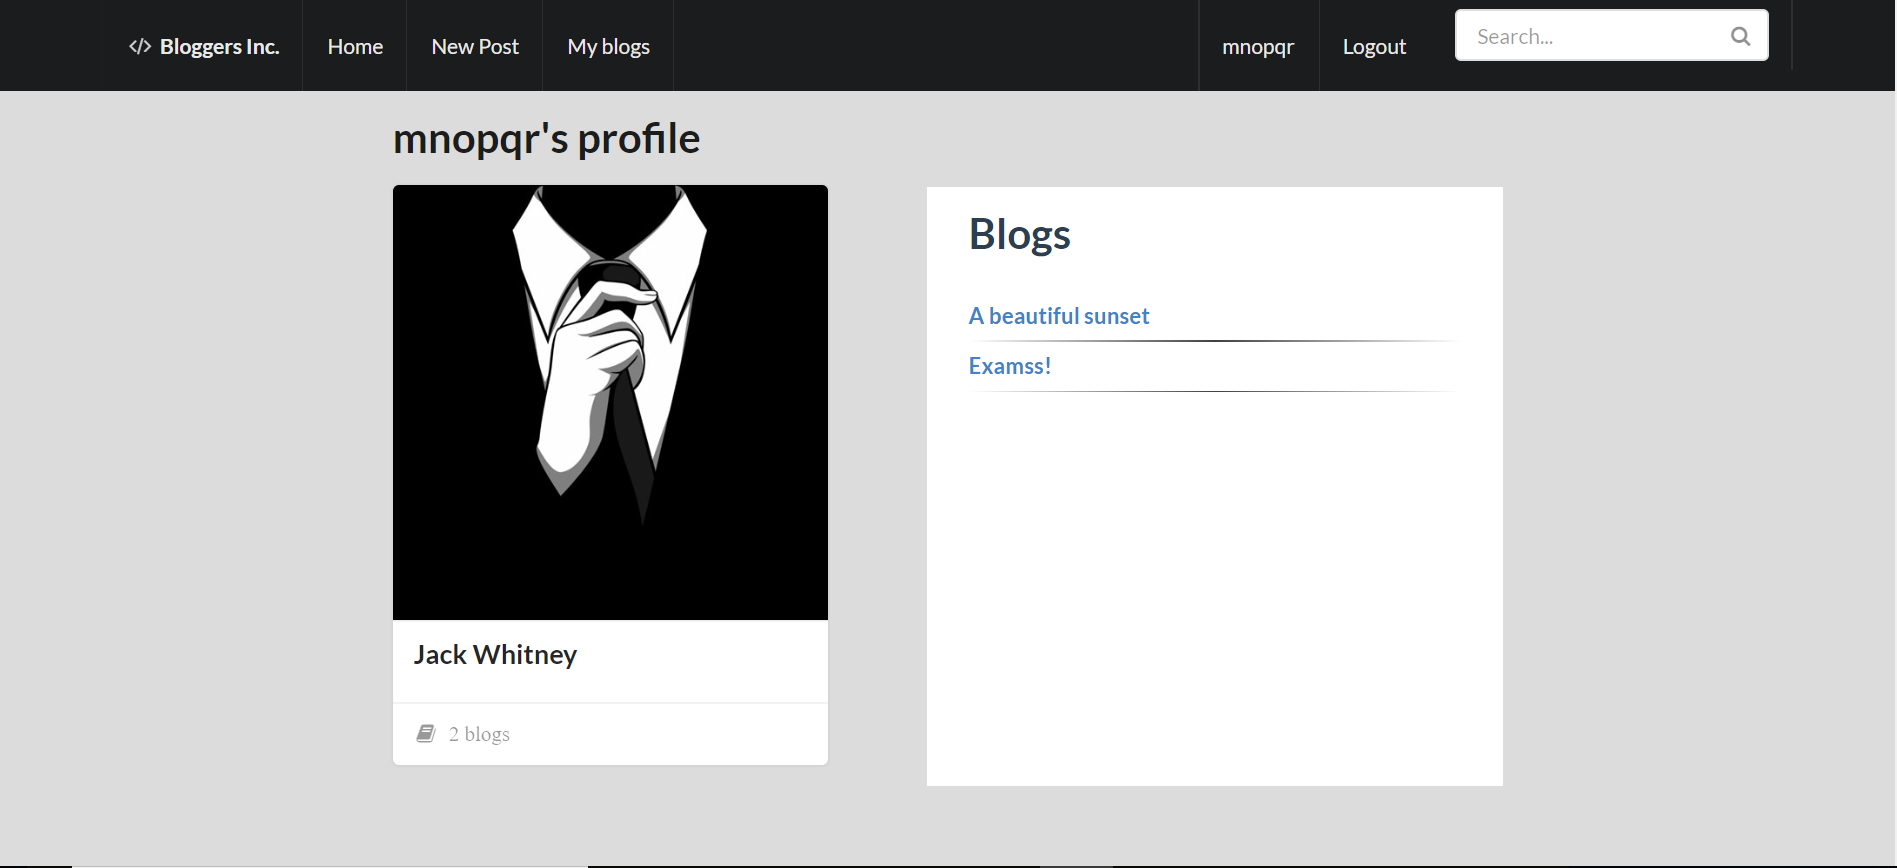 </> Bloggers Inc. Home New Post My blogs mnopqr Logout Search...
mnopqr's profile
Jack Whitney
2 blogs
Blogs
A beautiful sunset
Examss!